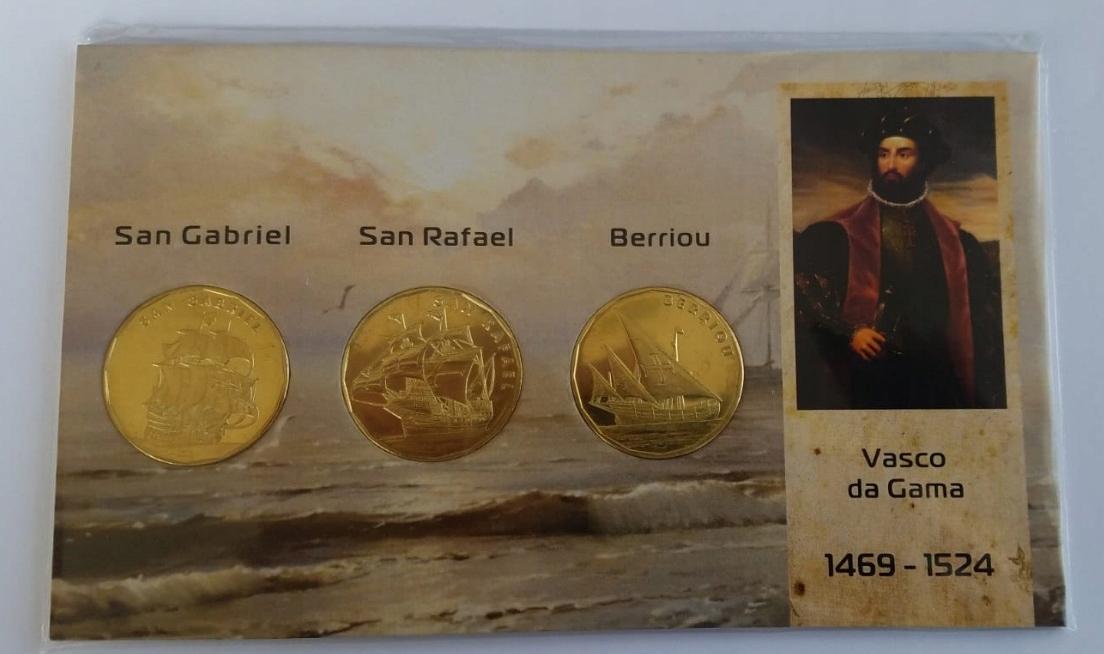 San Gabriel
San Rafael
Berriou
SAN GABRIEL
SAN RAFAEL
BERRIOU
Vasco
da Gama
1469 - 1524